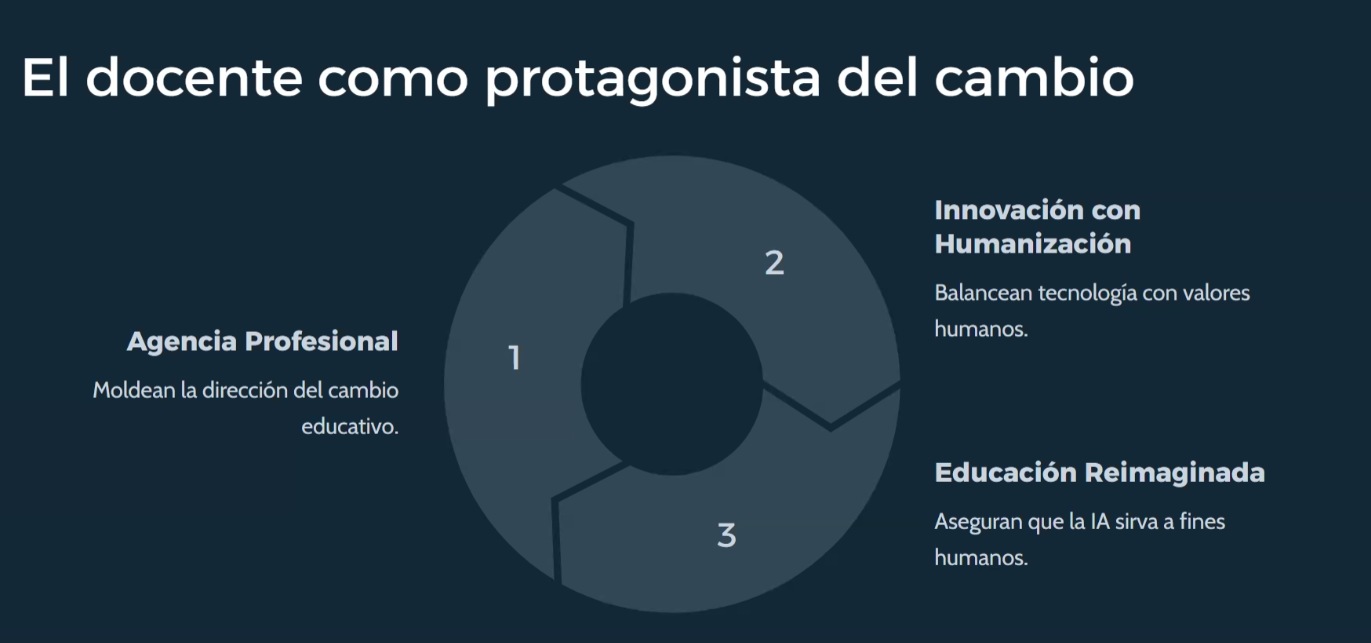 El docente como protagonista del cambio
1
Agencia Profesional
Moldean la dirección del cambio
educativo.
2
Innovación con
Humanización
Balancean tecnología con valores
humanos.
3
Educación Reimaginada
Aseguran que la IA sirva a fines
humanos.